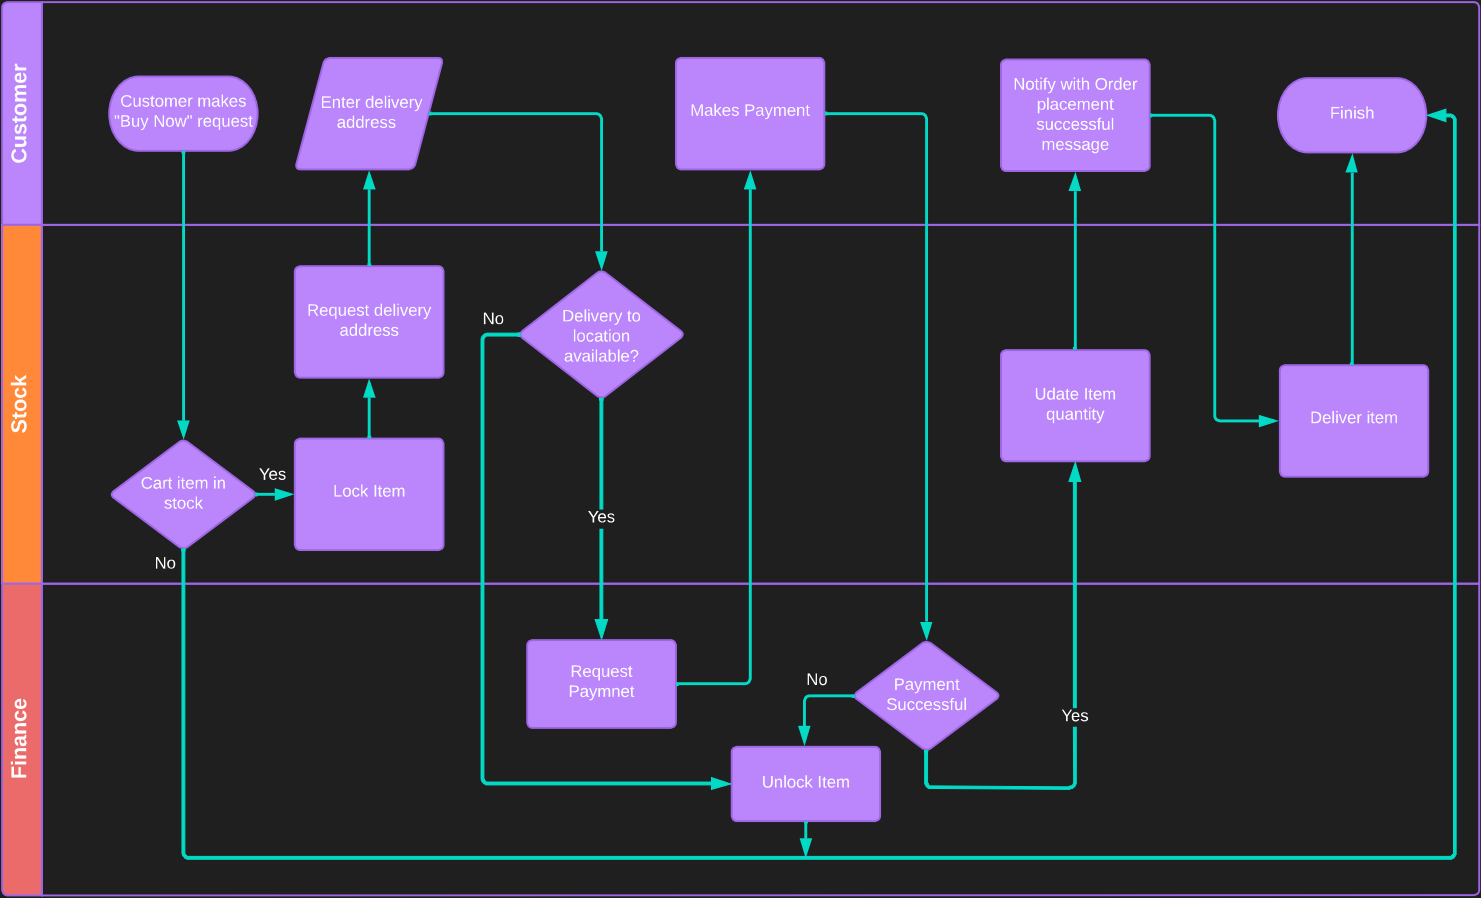 Customer
Customer makes
"Buy Now" request
Enter delivery
address
Makes Payment
Notify with Order
placement
successful
message
Finish
Stock
Request delivery
address
No
Delivery to
location
available?
Udate Item
quantity
Deliver item
Cart item in
stock
Yes
Lock Item
Yes
No
Finance
Request
Paymnet
No
Payment
Successful
Yes
Unlock Item